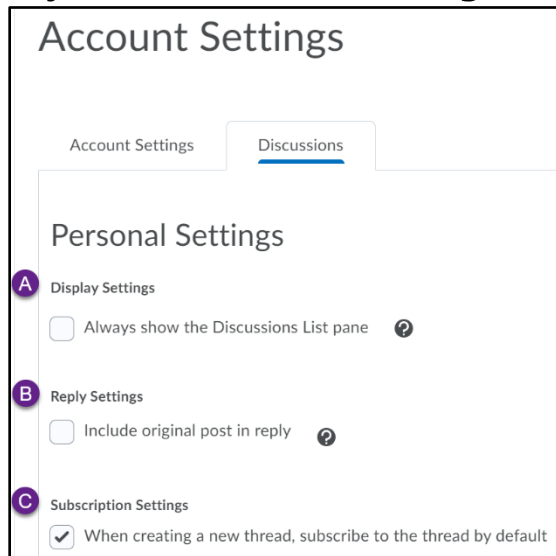 Account Settings
Account Settings Discussions
Personal Settings
A Display Settings
Always show the Discussions List pane ?
B Reply Settings
Include original post in reply ?
C Subscription Settings
When creating a new thread, subscribe to the thread by default